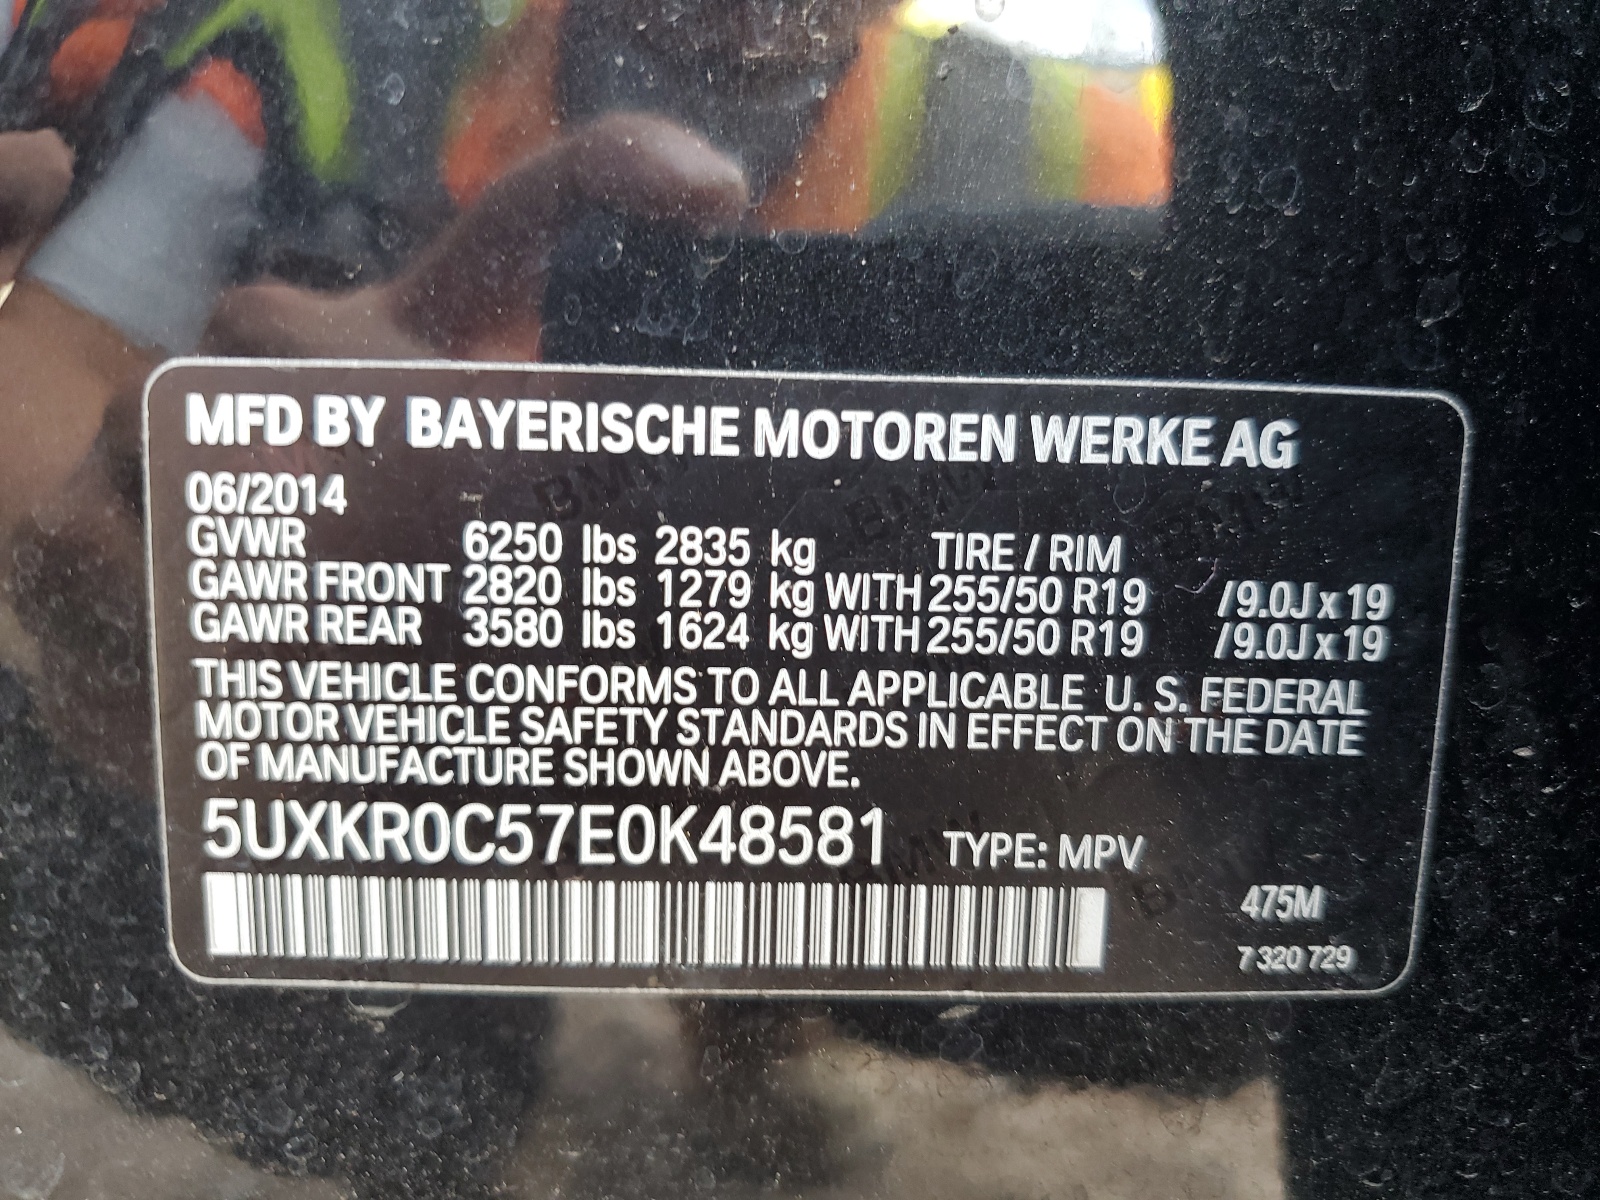 MFD BY BAYERISCHE MOTOREN WERKE AG
06/2014
GVWR 6250 lbs 2835 kg TIRE / RIM
GAWR FRONT 2820 lbs 1279 kg WITH 255/50 R19 /9.0J x 19
GAWR REAR 3580 lbs 1624 kg WITH 255/50 R19 /9.0J x 19
THIS VEHICLE CONFORMS TO ALL APPLICABLE U. S. FEDERAL
MOTOR VEHICLE SAFETY STANDARDS IN EFFECT ON THE DATE
OF MANUFACTURE SHOWN ABOVE.
5UXKR0C57E0K48581 TYPE: MPV
475M
7 320 729